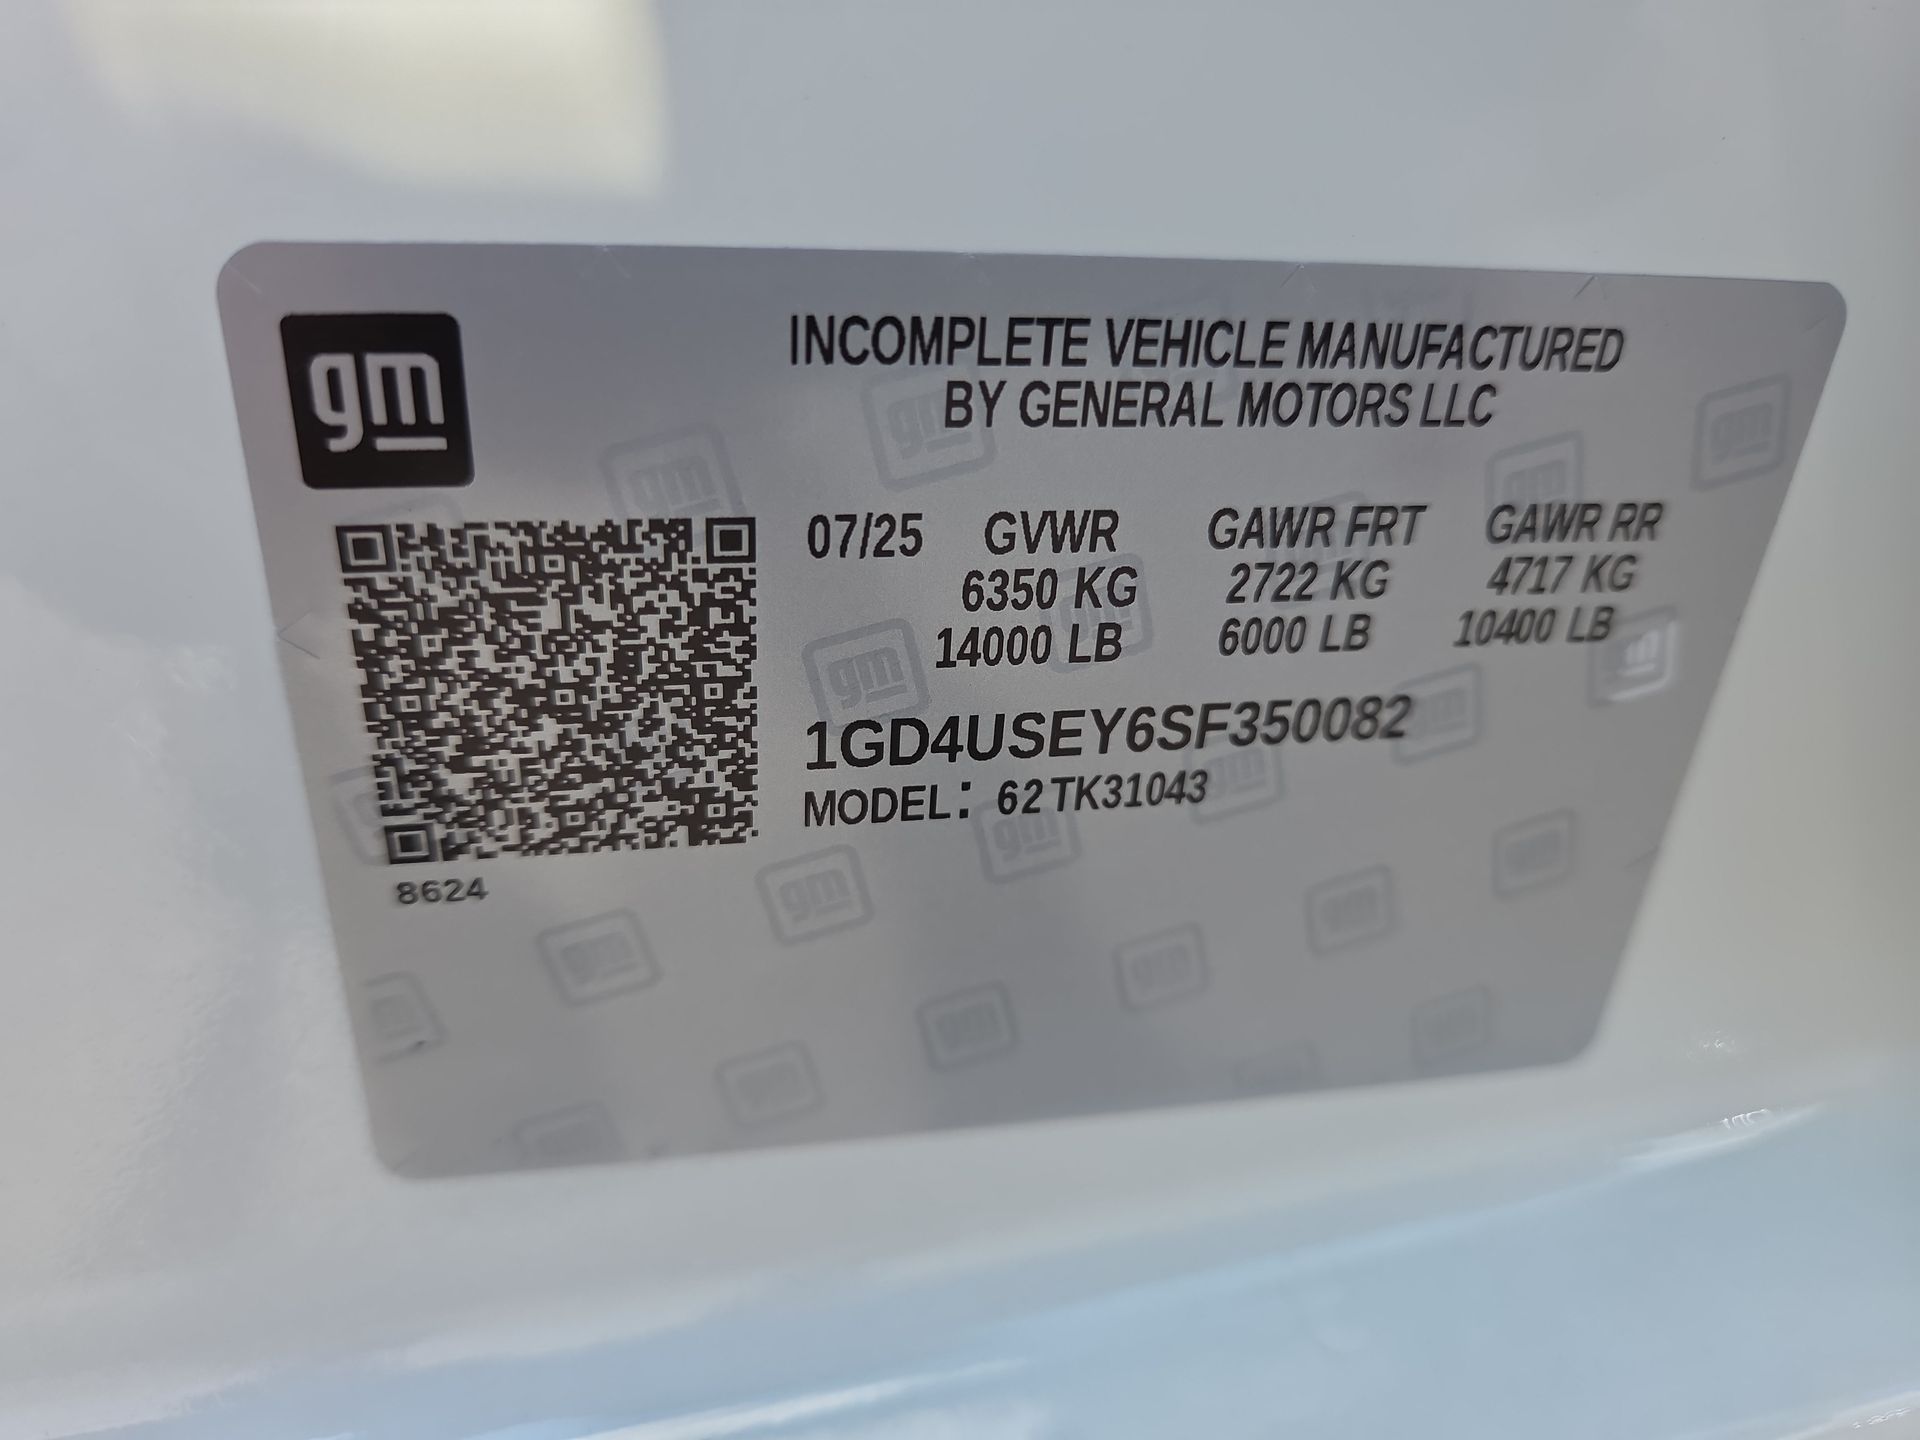 gm
INCOMPLETE VEHICLE MANUFACTURED
BY GENERAL MOTORS LLC
07/25 GVWR GAWR FRT GAWR RR
6350 KG 2722 KG 4717 KG
14000 LB 6000 LB 10400 LB
1GD4USEY6SF350082
MODEL: 62TK31043
8624